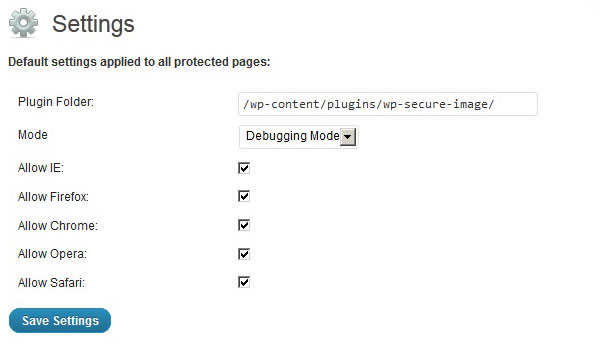 Settings
Default settings applied to all protected pages:
Plugin Folder: /wp-content/plugins/wp-secure-image/
Mode Debugging Mode
Allow IE:
Allow Firefox:
Allow Chrome:
Allow Opera:
Allow Safari:
Save Settings